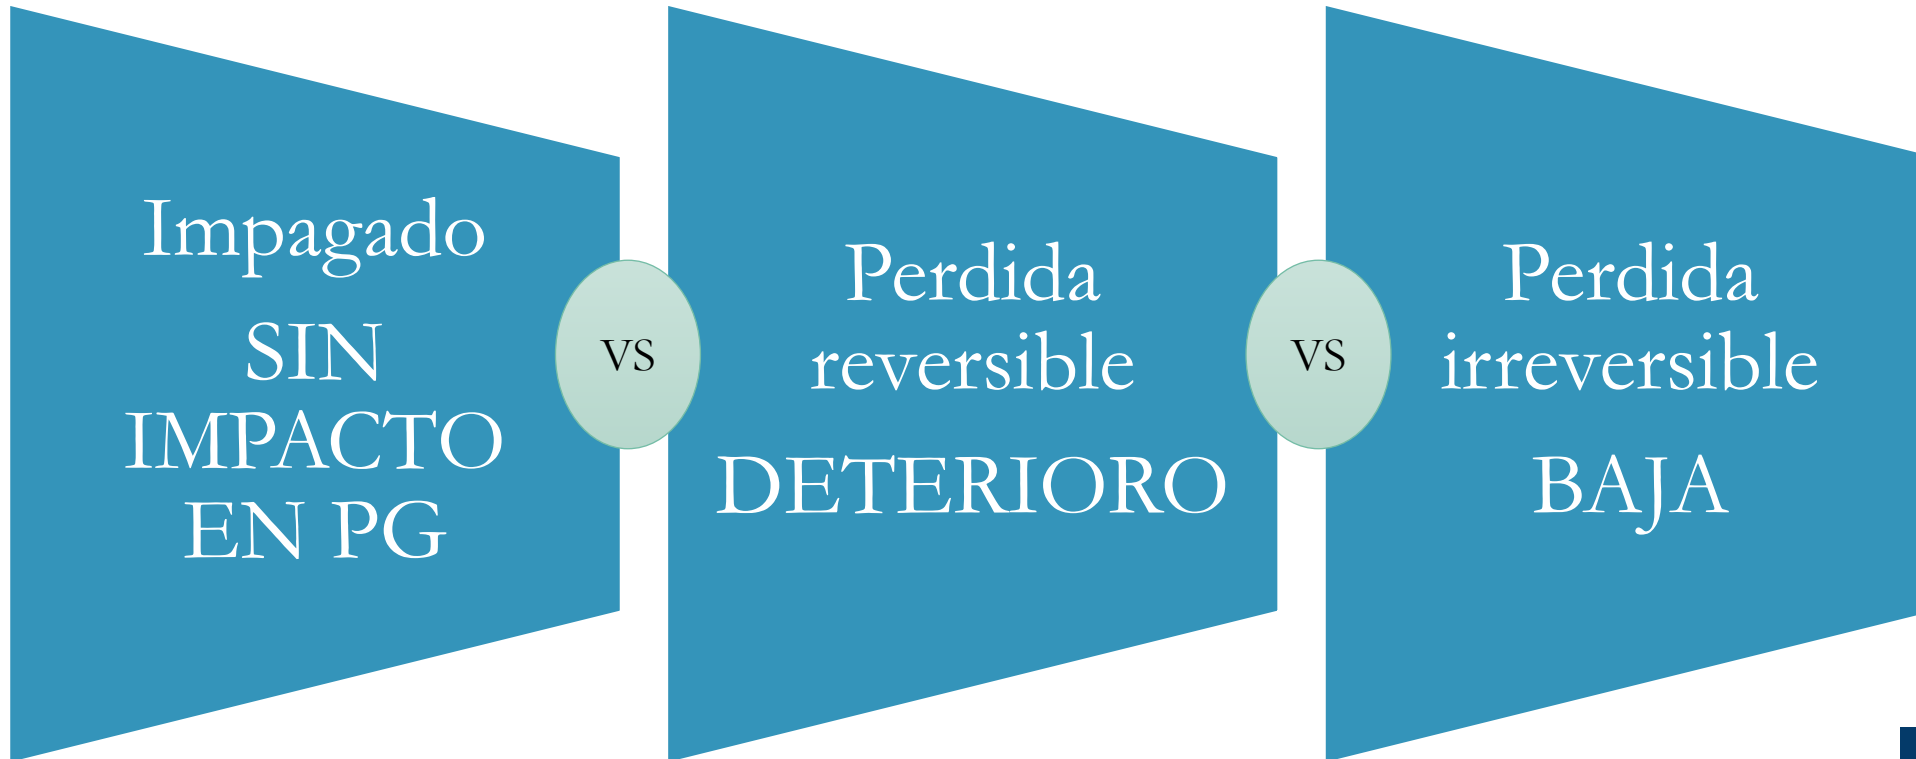 Impagado
SIN
IMPACTO
EN PG
vs
Perdida
reversible
DETERIORO
vs
Perdida
irreversible
BAJA